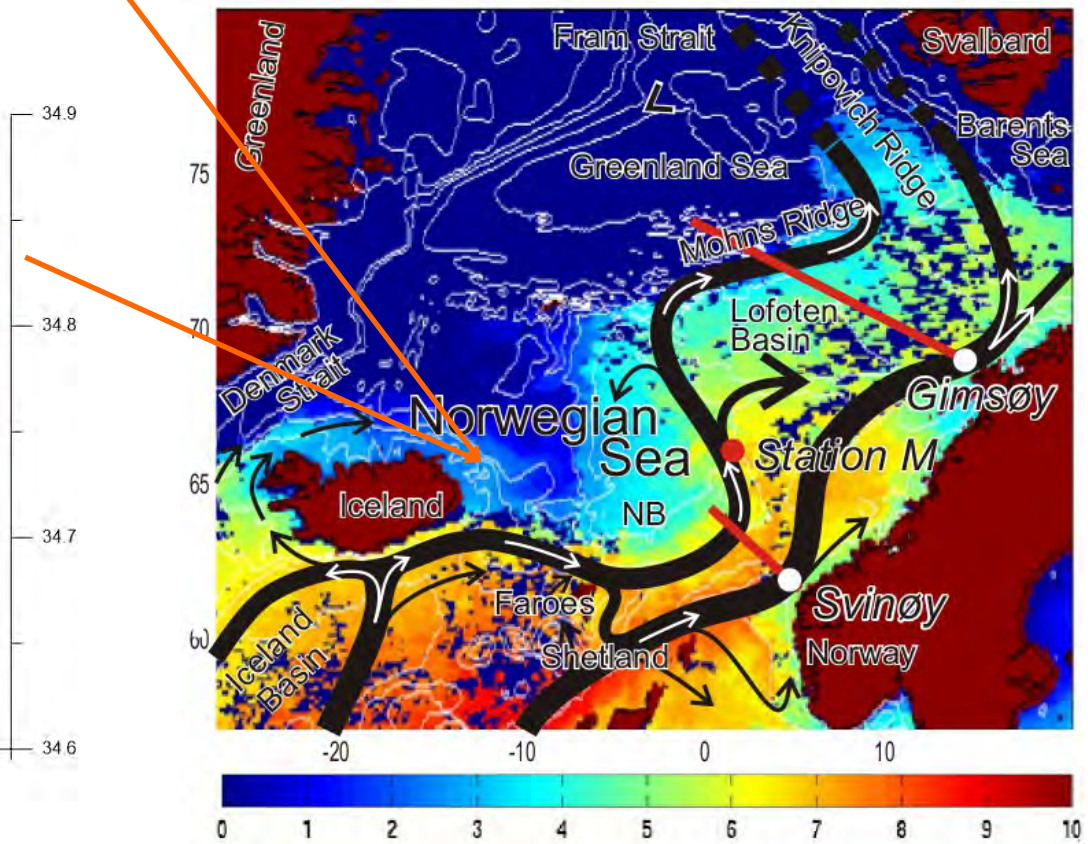 34.9
34.8
34.7
34.6
Greenland
Fram Strait
Knipovich Ridge
Svalbard
Barents
Sea
Greenland Sea
Mohns Ridge
Lofoten
Basin
Denmark
Strait
Norwegian
Sea
Gimsøy
Station M
Iceland
NB
Faroes
Svinøy
Shetland
Norway
Iceland
Basin
75
70
65
60
-20
-10
0
10
0
1
2
3
4
5
6
7
8
9
10